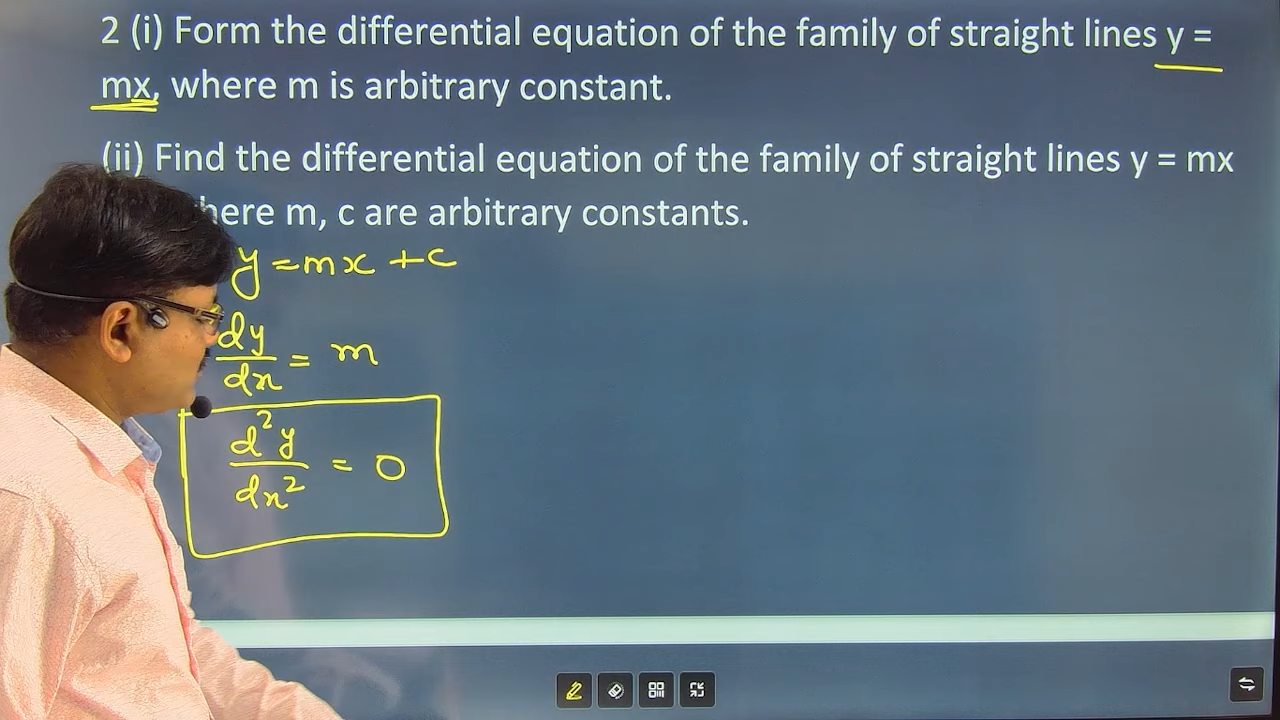 2 (i) Form the differential equation of the family of straight lines y =
mx, where m is arbitrary constant.
(ii) Find the differential equation of the family of straight lines y = mx
here m, c are arbitrary constants.
y = mx + c
dy/dx = m
d²y/dx² = 0